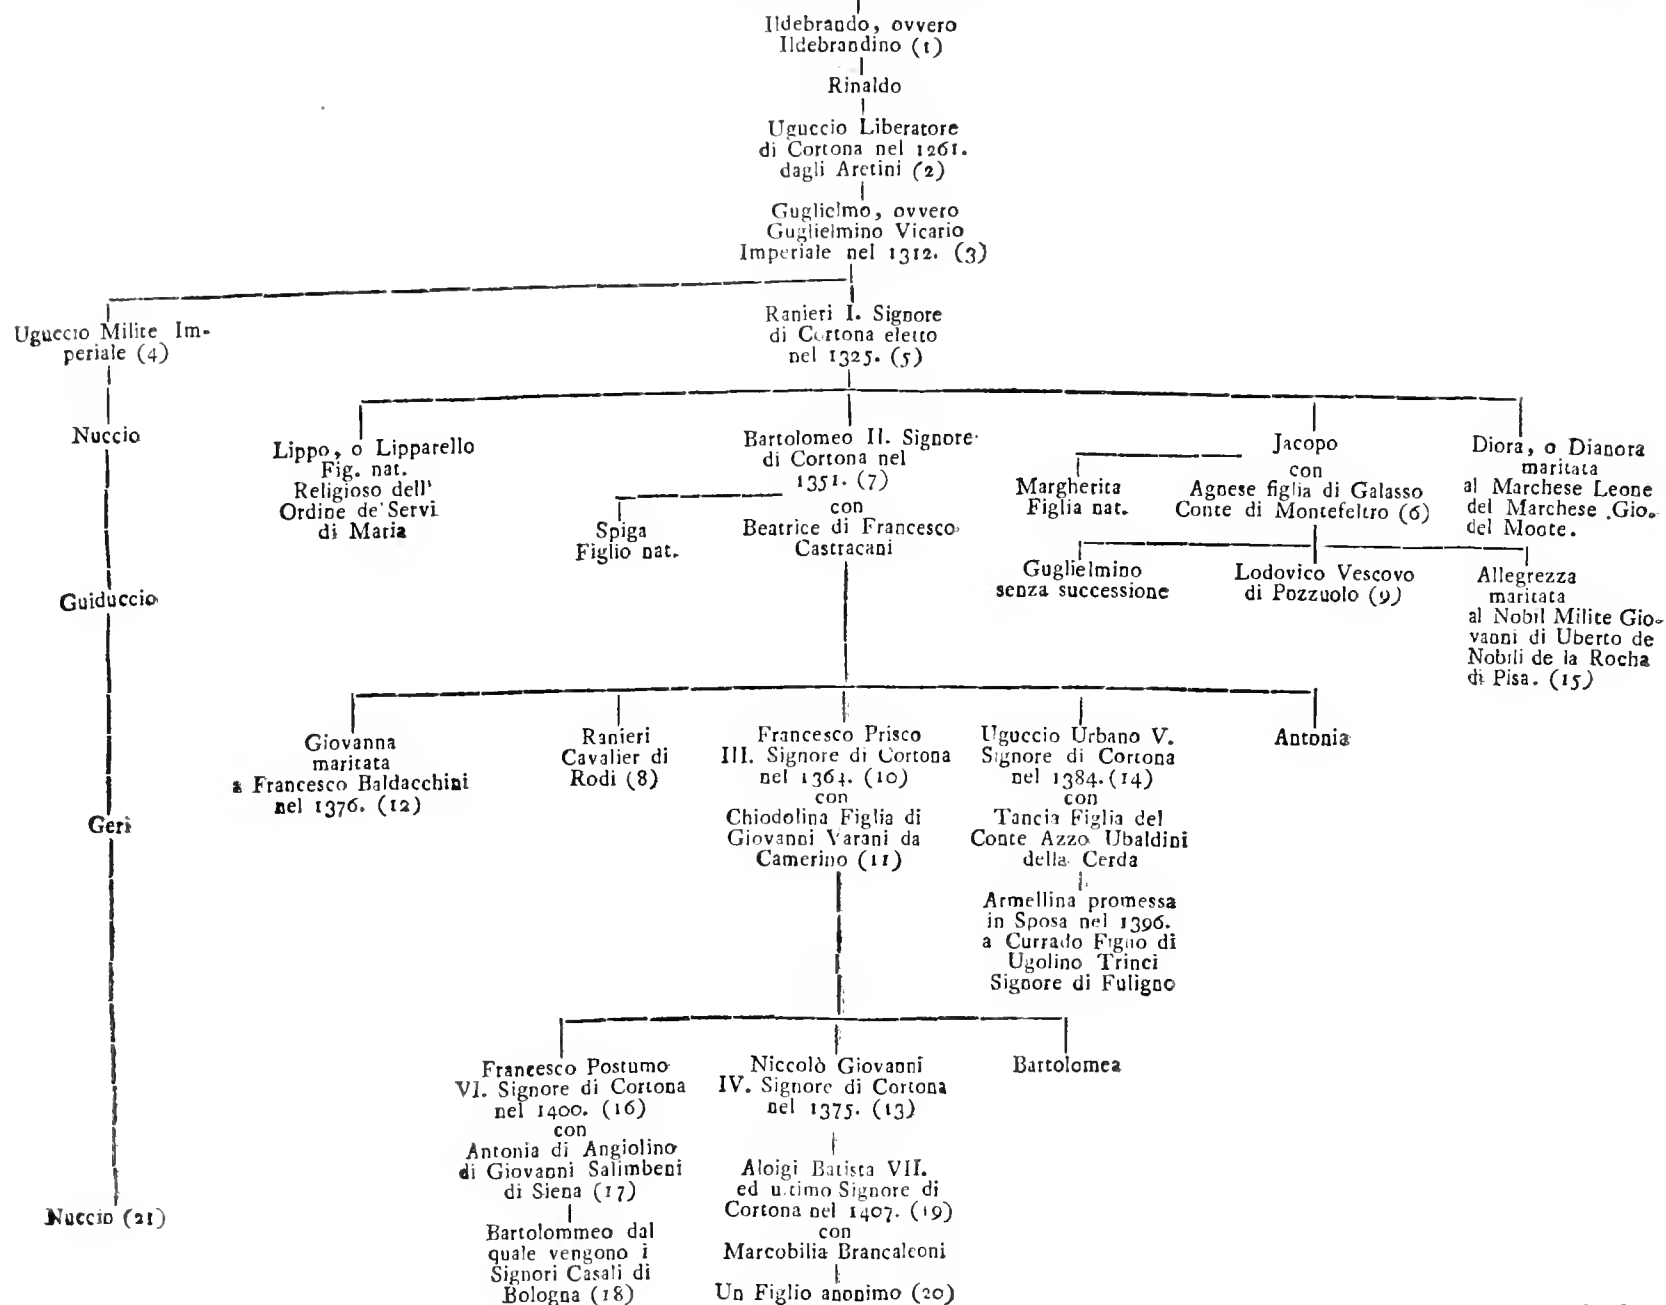 Ildebrando, ovvero
Ildebrandino (1)
Rinaldo
Uguccio Liberatore
di Cortona nel 1261.
dagli Aretini (2)
Guglielmo, ovvero
Guglielmino Vicario
Imperiale nel 1312. (3)
Uguccio Milite Im-
periale (4)
Ranieri I. Signore
di Cortona eletto
nel 1325. (5)
Nuccio
Lippo, o Lipparello
Fig. nat.
Religioso dell'
Ordine de' Servi
di Maria
Bartolomeo II. Signore
di Cortona nel
1351. (7)
con
Beatrice di Francesco
Castracani
Spiga
Figlio nat.
Jacopo
con
Agnese figlia di Galasso
Conte di Montefeltro (6)
Margherita
Figlia nat.
Diora, o Dianora
maritata
al Marchese Leone
del Marchese Gio.
del Monte.
Guiduccio
Guglielmino
senza successione
Lodovico Vescovo
di Pozzuolo (9)
Allegrezza
maritata
al Nobil Milite Gio-
vanni di Uberto de
Nobili de la Rocha
di Pisa. (15)
Giovanna
maritata
a Francesco Baldacchini
nel 1376. (12)
Ranieri
Cavalier di
Rodi (8)
Francesco Prisco
III. Signore di Cortona
nel 1364. (10)
con
Chiodolina Figlia di
Giovanni Varani da
Camerino (11)
Uguccio Urbano V.
Signore di Cortona
nel 1384. (14)
con
Tancia Figlia del
Conte Azzo Ubaldini
della Cerda
Armellina promessa
in Sposa nel 1396.
a Currado Figlio di
Ugolino Trinci
Signore di Fuligno
Antonia
Geri
Francesco Postumo
VI. Signore di Cortona
nel 1400. (16)
con
Antonia di Angiolino
di Giovanni Salimbeni
di Siena (17)
Bartolommeo dal
quale vengono i
Signori Casali di
Bologna (18)
Niccolò Giovanni
IV. Signore di Cortona
nel 1375. (13)
Aloigi Batista VII.
ed ultimo Signore di
Cortona nel 1407. (19)
con
Marcobilia Brancaleoni
Un Figlio anonimo (20)
Bartolomea
Nuccio (21)